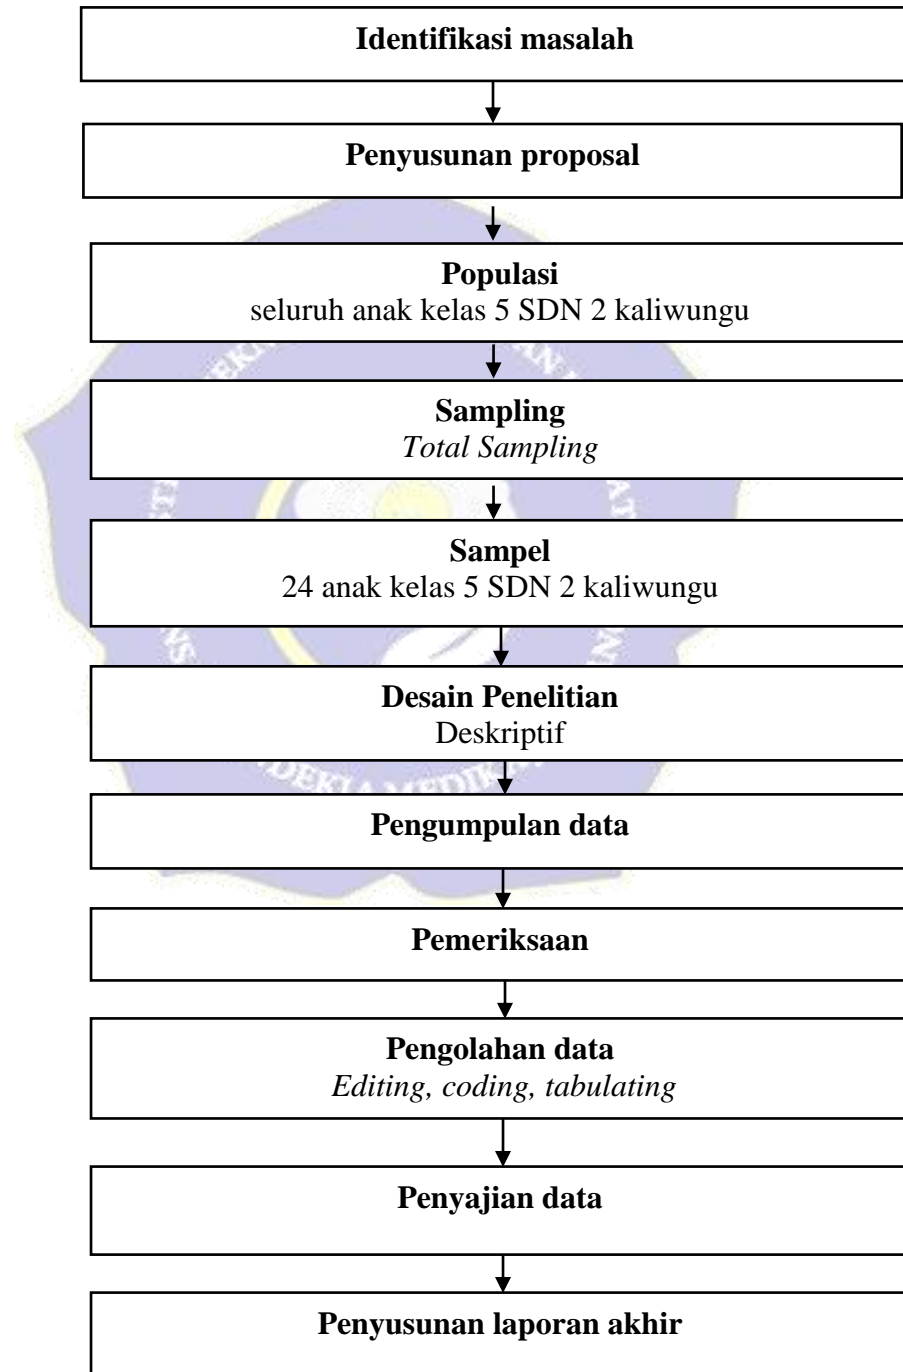 Identifikasi masalah
Penyusunan proposal
Populasi
seluruh anak kelas 5 SDN 2 kaliwungu
Sampling
Total Sampling
Sampel
24 anak kelas 5 SDN 2 kaliwungu
Desain Penelitian
Deskriptif
Pengumpulan data
Pemeriksaan
Pengolahan data
Editing, coding, tabulating
Penyajian data
Penyusunan laporan akhir